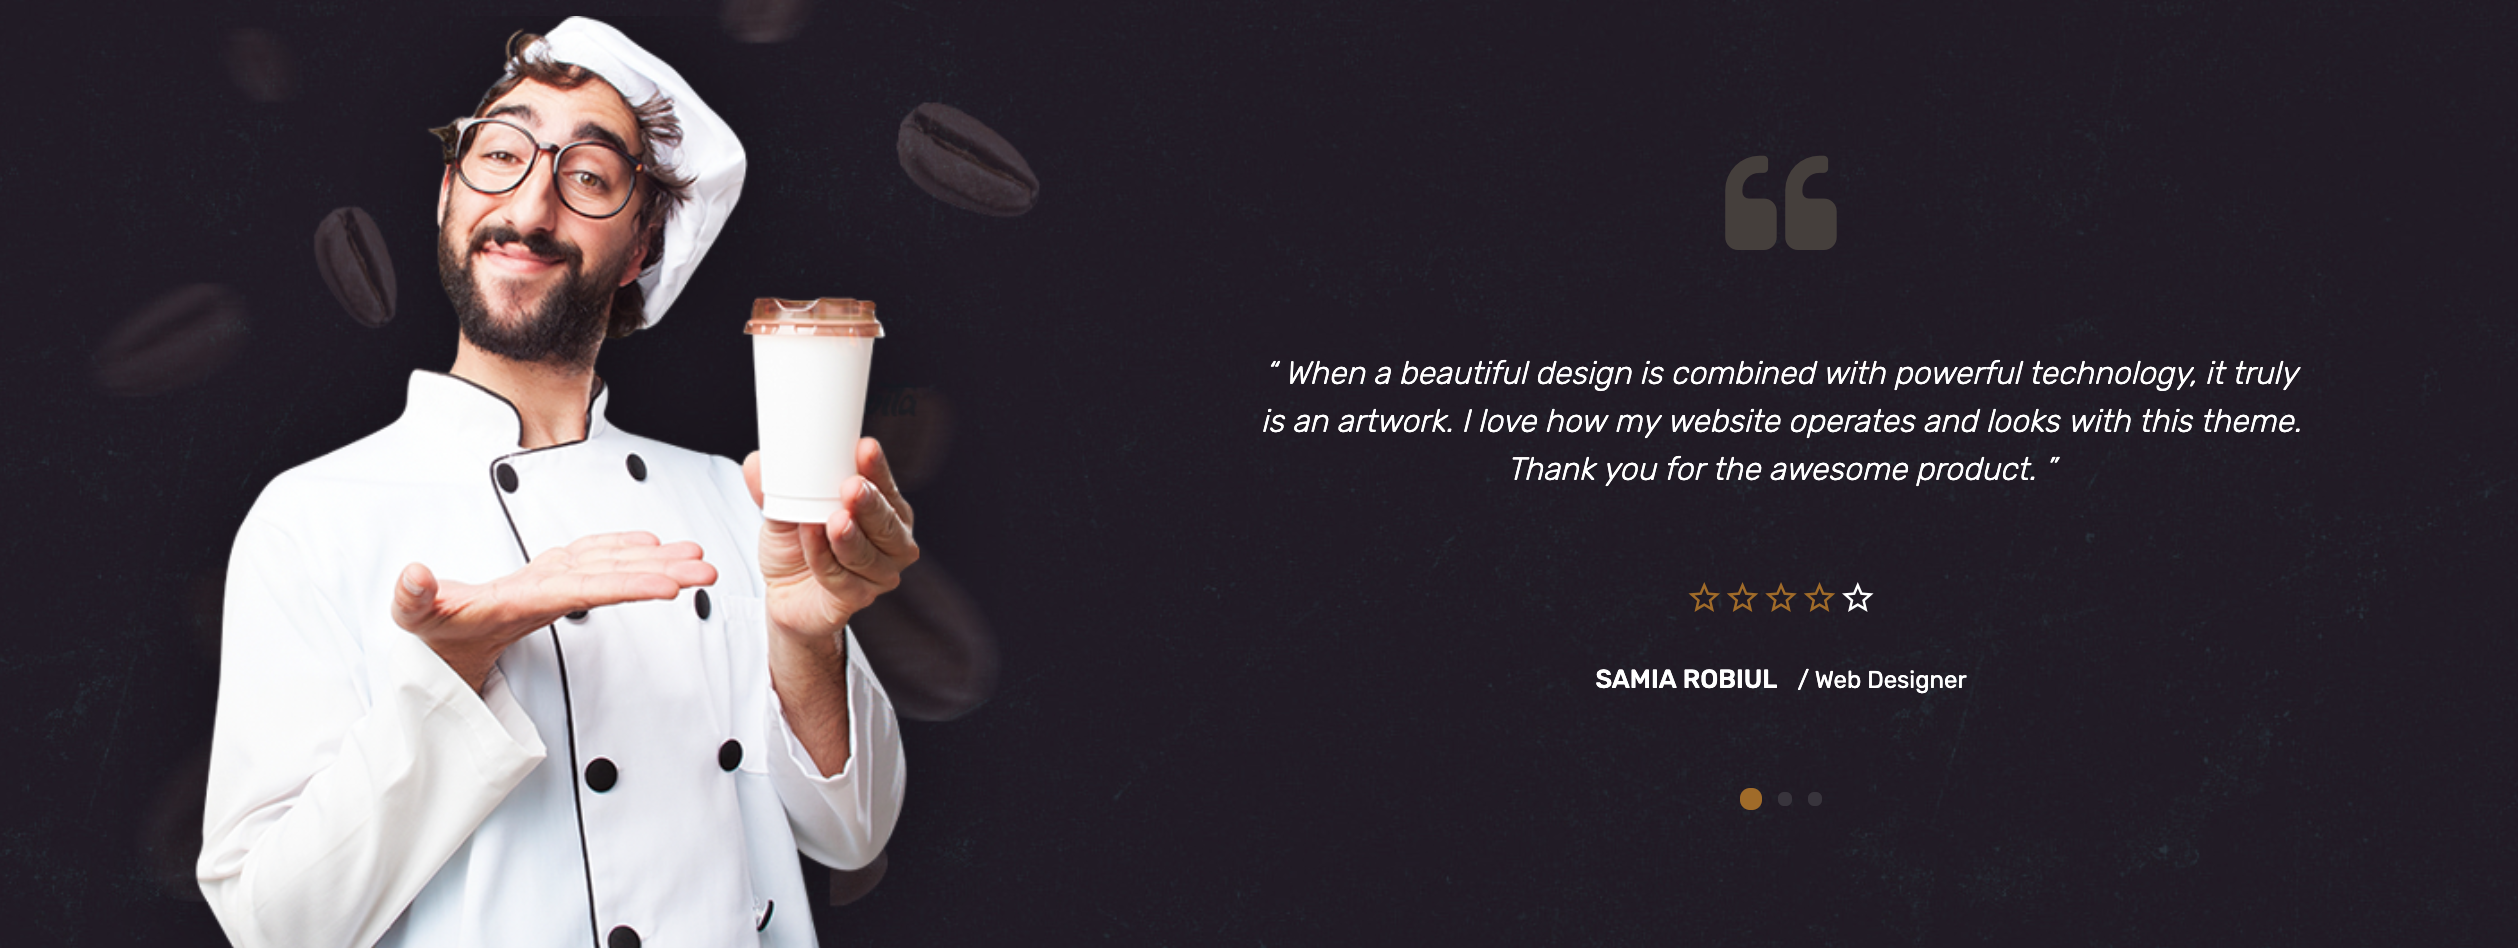 “ When a beautiful design is combined with powerful technology, it truly
is an artwork. I love how my website operates and looks with this theme.
Thank you for the awesome product. ”
SAMIA ROBIUL / Web Designer